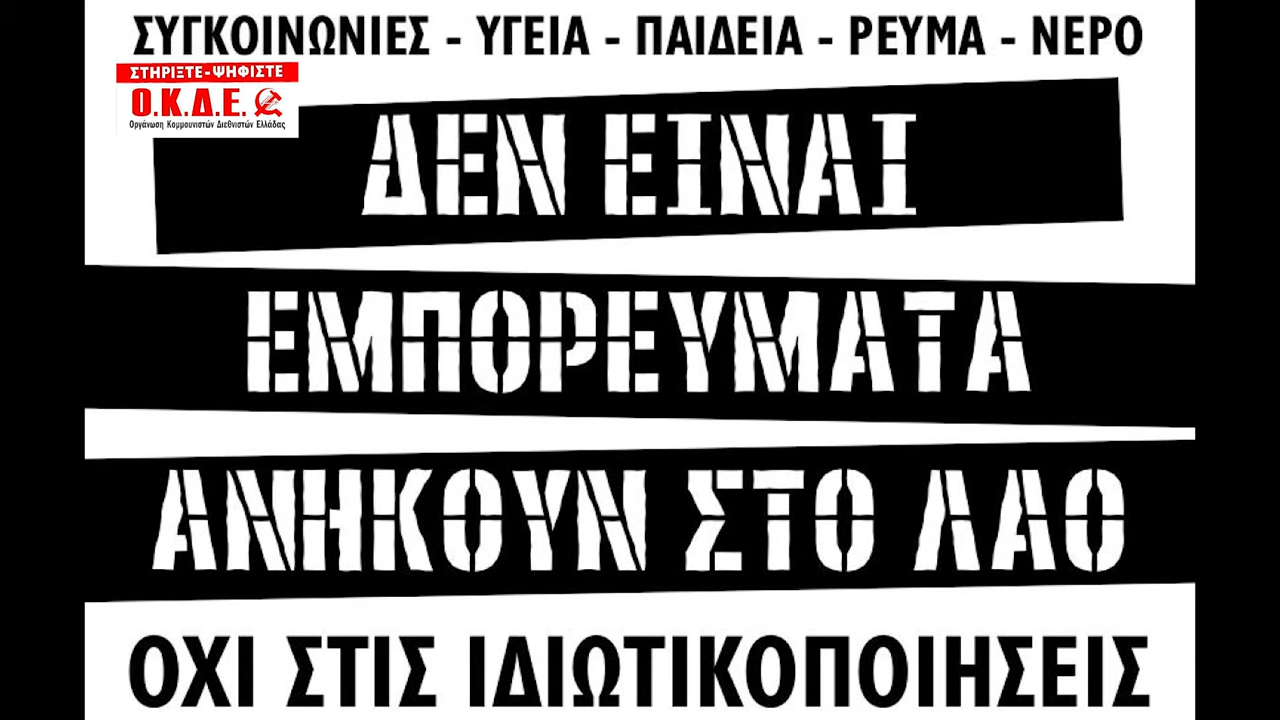 ΣΥΓΚΟΙΝΩΝΙΕΣ - ΥΓΕΙΑ - ΠΑΙΔΕΙΑ - ΡΕΥΜΑ - ΝΕΡΟ
ΣΤΗΡΙΞΤΕ-ΨΗΦΙΣΤΕ
Ο.Κ.Δ.Ε.
Οργάνωση Κομμουνιστών Διεθνιστών Ελλάδας
ΔΕΝ ΕΙΝΑΙ
ΕΜΠΟΡΕΥΜΑΤΑ
ΑΝΗΚΟΥΝ ΣΤΟ ΛΑΟ
ΟΧΙ ΣΤΙΣ ΙΔΙΩΤΙΚΟΠΟΙΗΣΕΙΣ